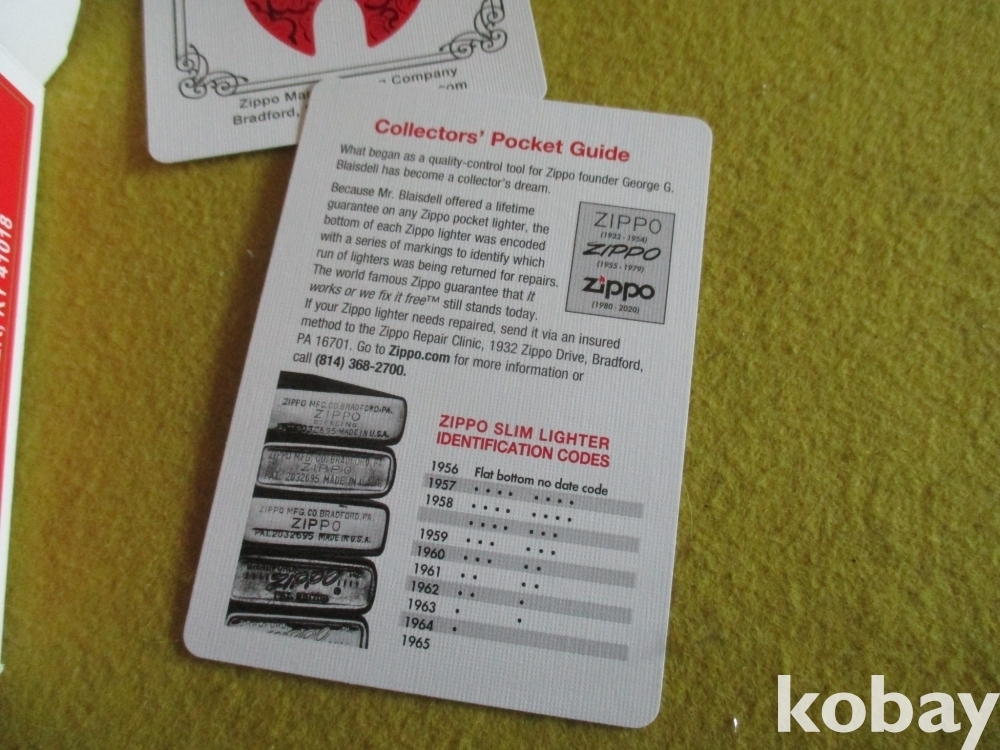 Zippo Ma
Company
Bradford,
om
KY 41018
Collectors' Pocket Guide
What began as a quality-control tool for Zippo founder George G.
Blaisdell has become a collector's dream.
Because Mr. Blaisdell offered a lifetime
guarantee on any Zippo pocket lighter, the
bottom of each Zippo lighter was encoded
with a series of markings to identify which
run of lighters was being returned for repairs.
The world famous Zippo guarantee that It
works or we fix it free™ still stands today.
If your Zippo lighter needs repaired, send it via an insured
method to the Zippo Repair Clinic, 1932 Zippo Drive, Bradford,
PA 16701. Go to Zippo.com for more information or
call (814) 368-2700.
ZIPPO
(1933 - 1954)
ZIPPO
(1955 - 1979)
zippo
(1980 - 2020)
ZIPPO MFG. CO. BRADFORD, PA.
ZIPPO
2032695 MADE IN U.S.A.
ZIPPO MFG. CO. BRADFORD, PA.
ZIPPO
PAT. 2032695 MADE IN U.S.A.
ZIPPO MFG. CO. BRADFORD, PA.
ZIPPO
PAT. 2032695 MADE IN U.S.A.
Zippo
ZIPPO SLIM LIGHTER
IDENTIFICATION CODES
1956 Flat bottom no date code
1957 • • • • • • • •
1958 • • • • • • • •
• • • • • • •
1959 • • • • • •
1960 • • • • •
1961 • • • •
1962 • • •
1963 • •
1964 •
1965
kobay